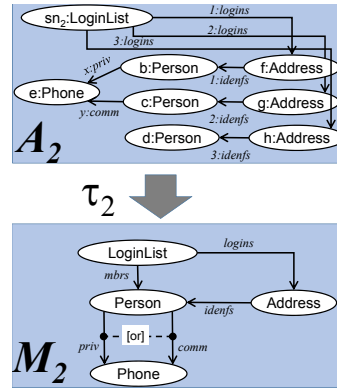 sn₂:LoginList
1:logins
2:logins
3:logins
x:priv
b:Person
f:Address
1:idenfs
e:Phone
c:Person
g:Address
y:comm
2:idenfs
d:Person
h:Address
3:idenfs
A₂
τ₂
LoginList
logins
mbrs
Person
Address
idenfs
[or]
priv
comm
Phone
M₂